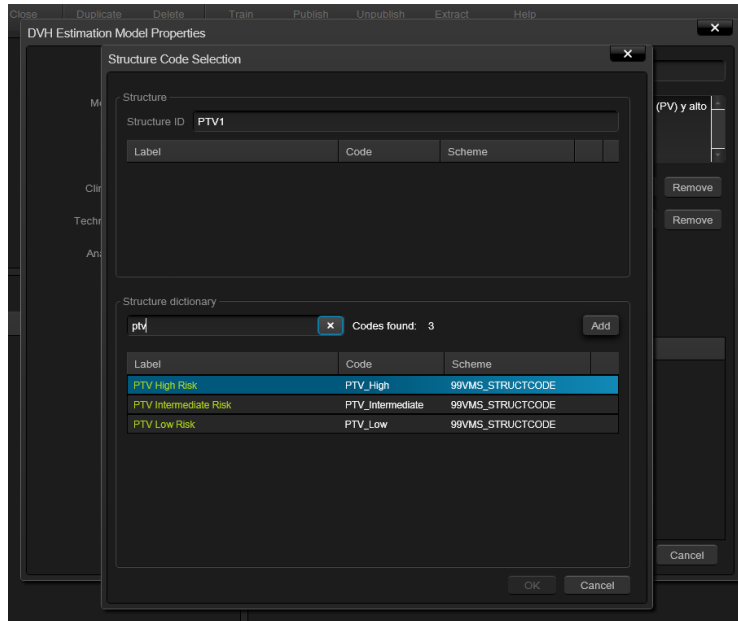 Close Duplicate Delete Train Publish Unpublish Extract Help
DVH Estimation Model Properties
Structure Code Selection
(PV) y alto
Structure
Structure ID PTV1
Label Code Scheme
Remove
Remove
Structure dictionary
ptv Codes found: 3 Add
Label Code Scheme
PTV High Risk PTV_High 99VMS_STRUCTCODE
PTV Intermediate Risk PTV_Intermediate 99VMS_STRUCTCODE
PTV Low Risk PTV_Low 99VMS_STRUCTCODE
Cancel
OK Cancel